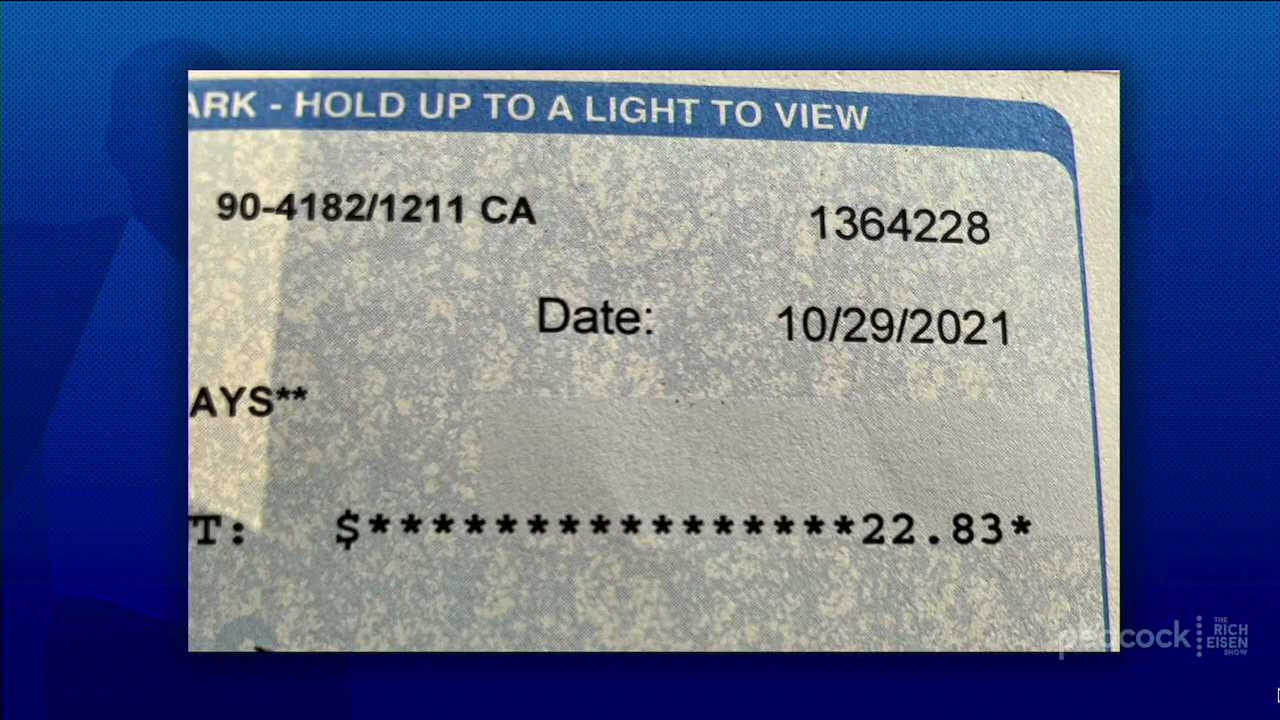 ARK - HOLD UP TO A LIGHT TO VIEW
90-4182/1211 CA
1364228
Date: 10/29/2021
AYS**
T: $****************22.83*
peacock
THE
RICH
EISEN
SHOW